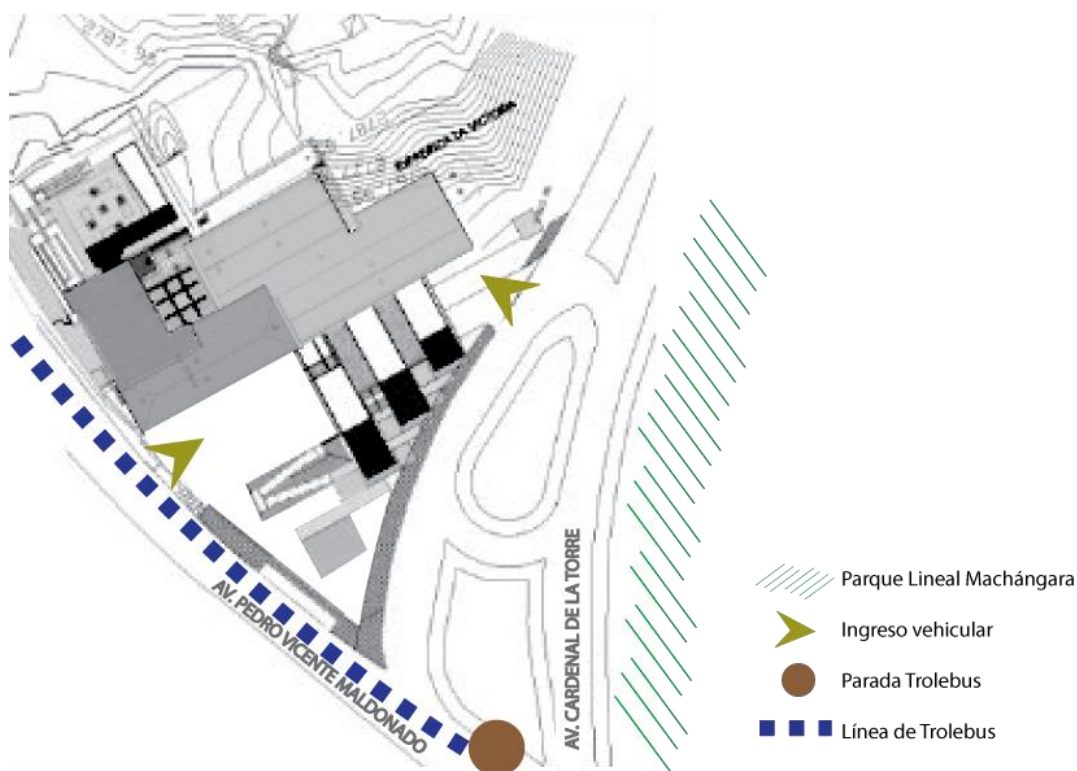 AV. PEDRO VICENTE MALDONADO
AV. CARDENAL DE LA TORRE
Parque Lineal Machángara
Ingreso vehicular
Parada Trolebus
Línea de Trolebus